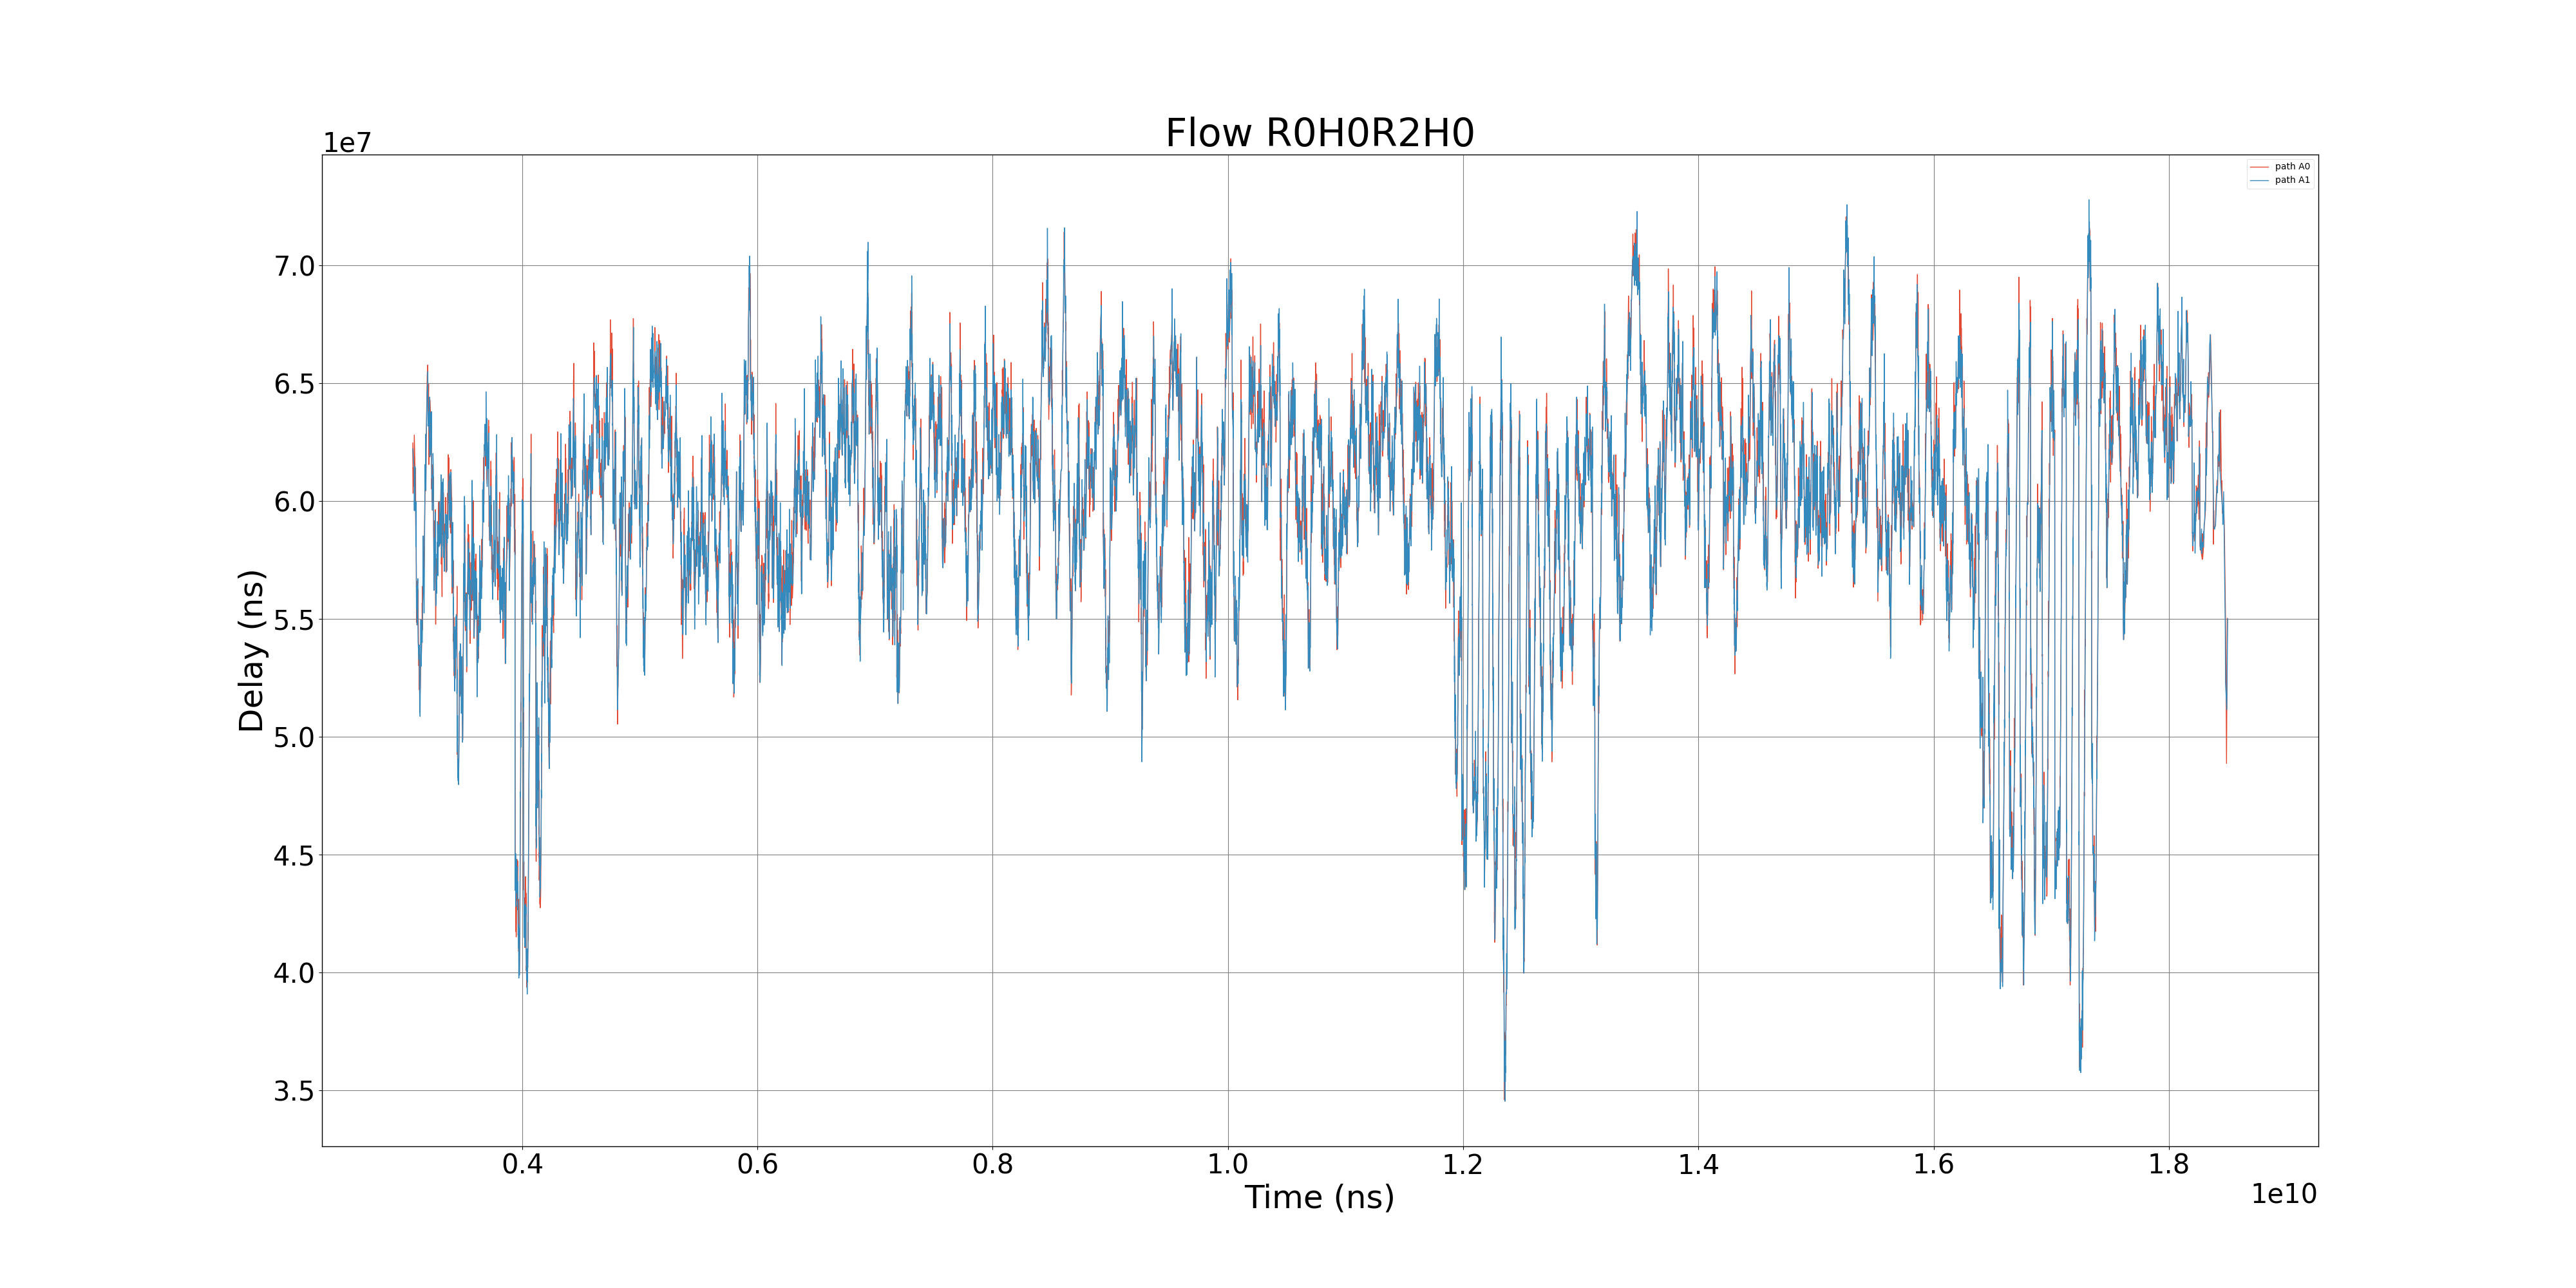 Flow R0H0R2H0
1e7
path A0
path A1
7.0
6.5
6.0
5.5
5.0
4.5
4.0
3.5
Delay (ns)
0.4 0.6 0.8 1.0 1.2 1.4 1.6 1.8
Time (ns)
1e10